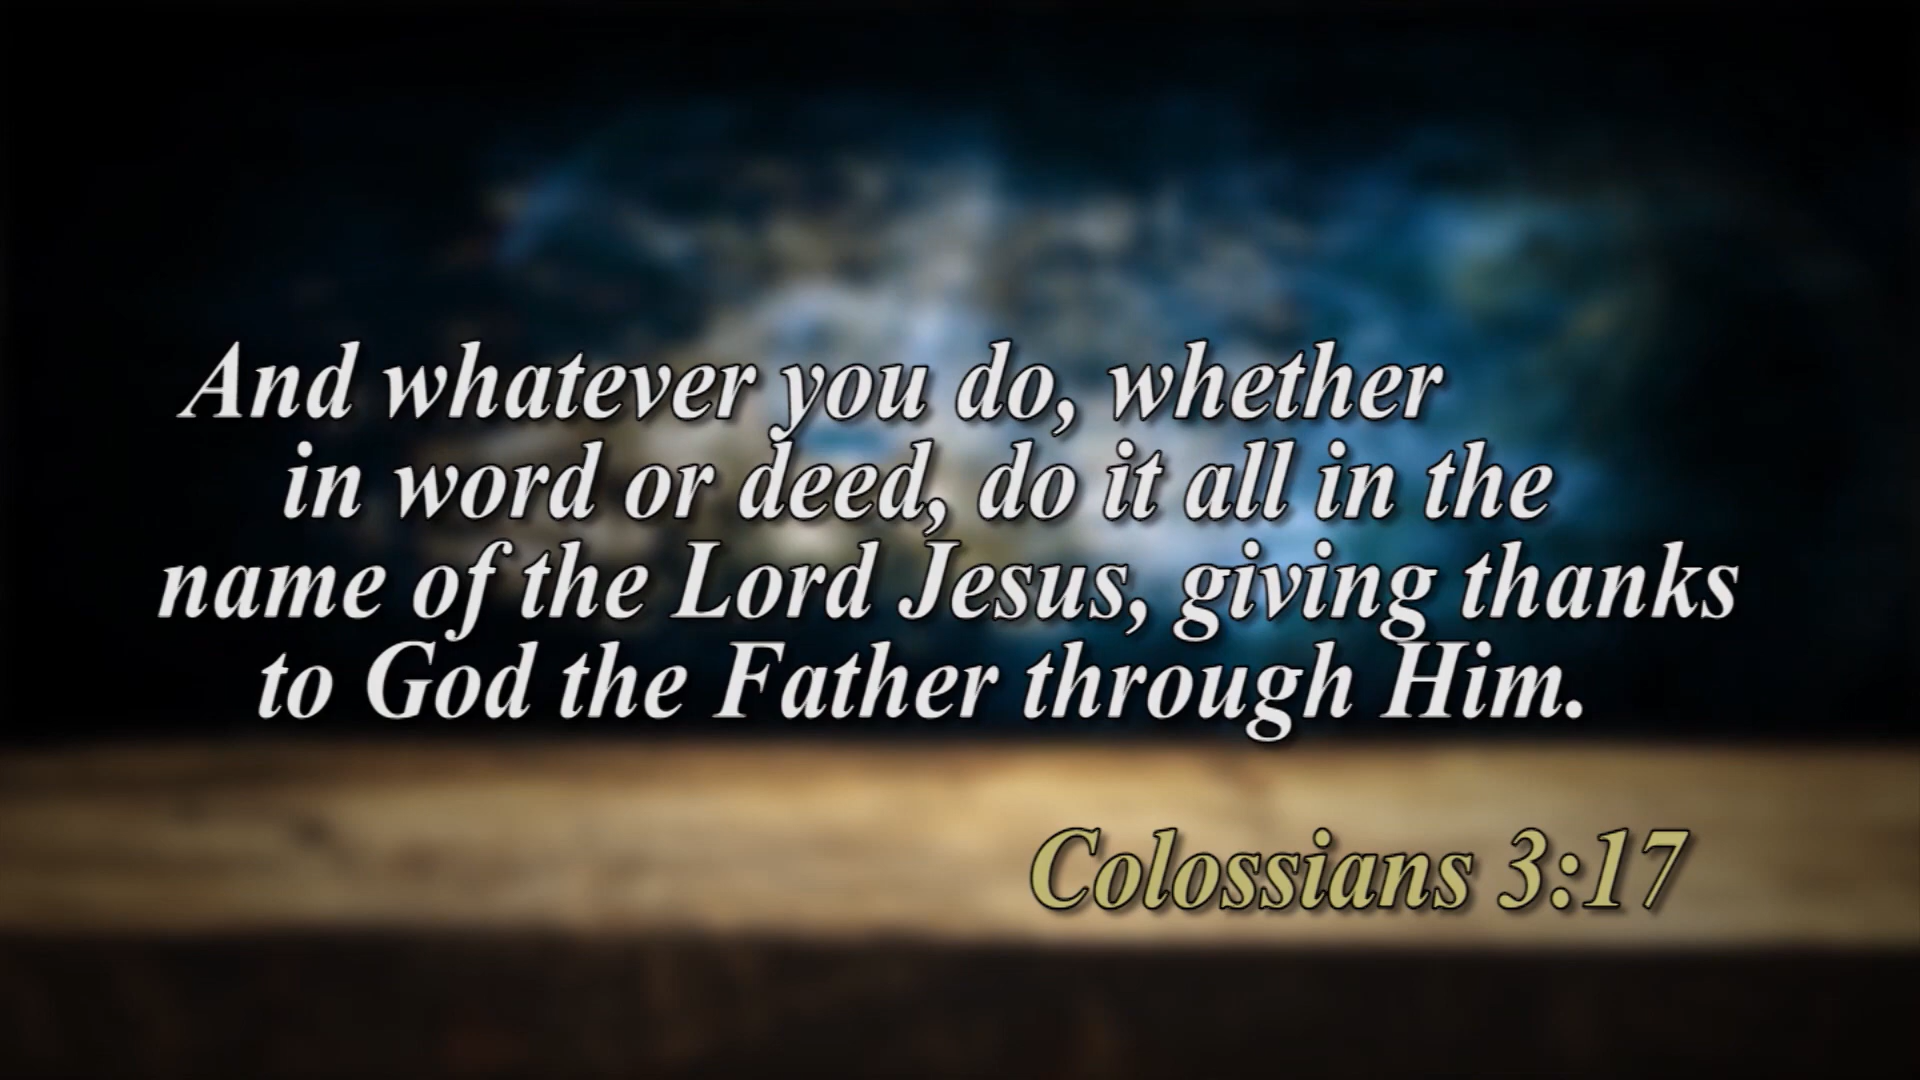 And whatever you do, whether
in word or deed, do it all in the
name of the Lord Jesus, giving thanks
to God the Father through Him.
Colossians 3:17